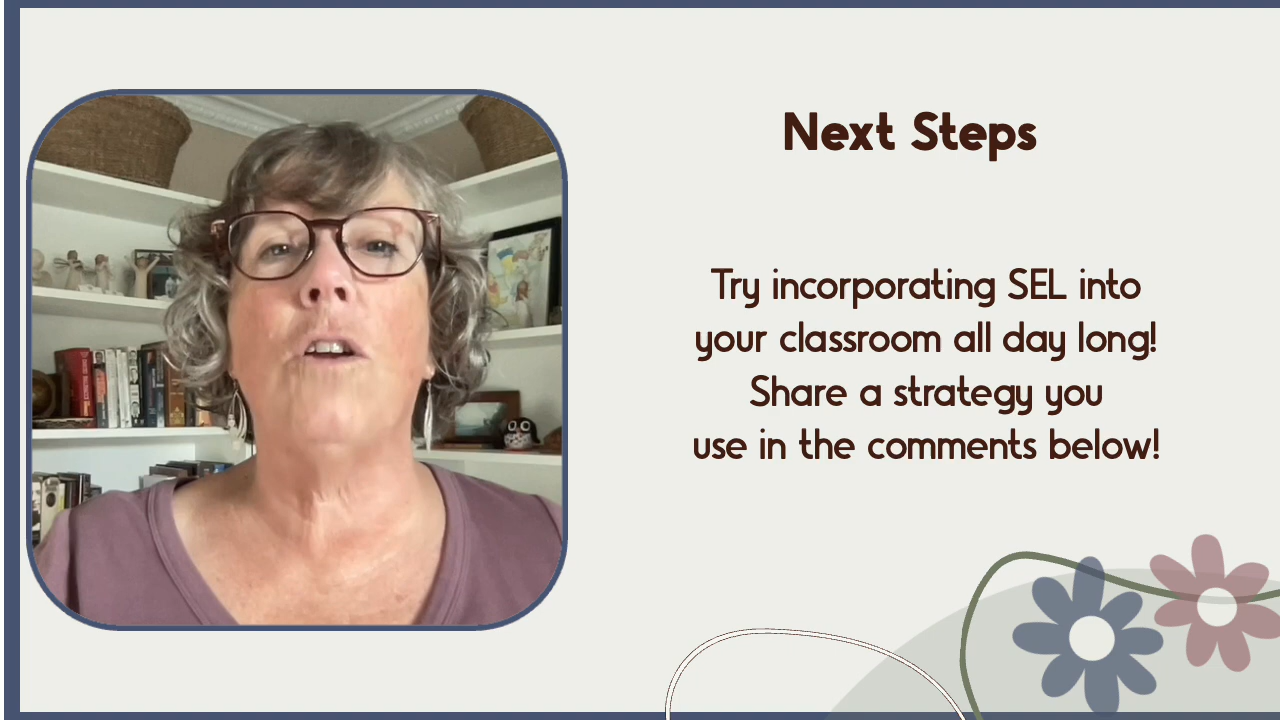 Next Steps
Try incorporating SEL into
your classroom all day long!
Share a strategy you
use in the comments below!